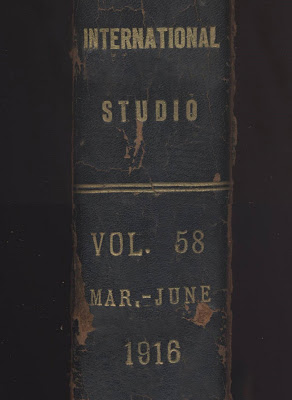 INTERNATIONAL
STUDIO
VOL. 58
MAR.-JUNE
1916